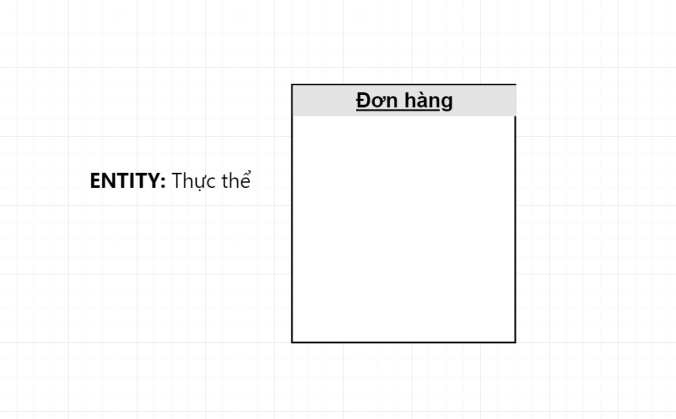 Đơn hàng
ENTITY: Thực thể